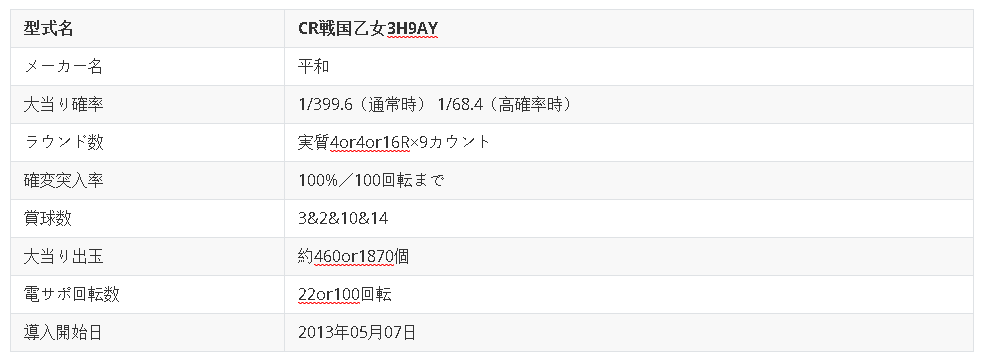 型式名 CR戦国乙女3H9AY
メーカー名 平和
大当り確率 1/399.6（通常時） 1/68.4（高確率時）
ラウンド数 実質4or4or16R×9カウント
確変突入率 100%／100回転まで
賞球数 3&2&10&14
大当り出玉 約460or1870個
電サポ回転数 22or100回転
導入開始日 2013年05月07日